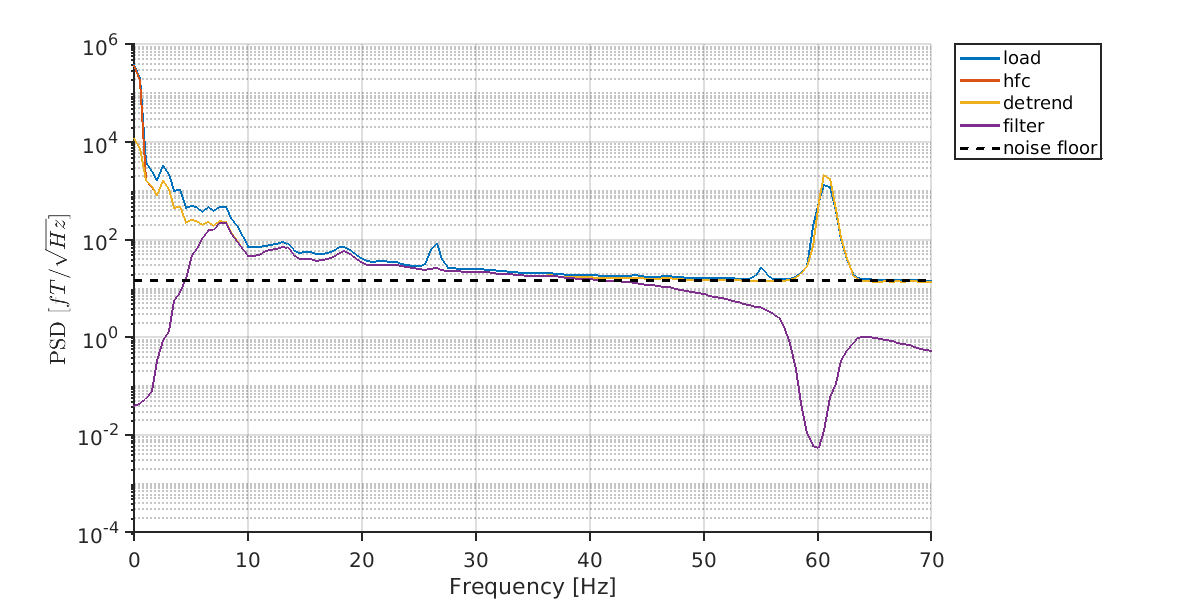 10^6
10^4
10^2
10^0
10^-2
10^-4
PSD [fT/√Hz]
0 10 20 30 40 50 60 70
Frequency [Hz]
load
hfc
detrend
filter
noise floor